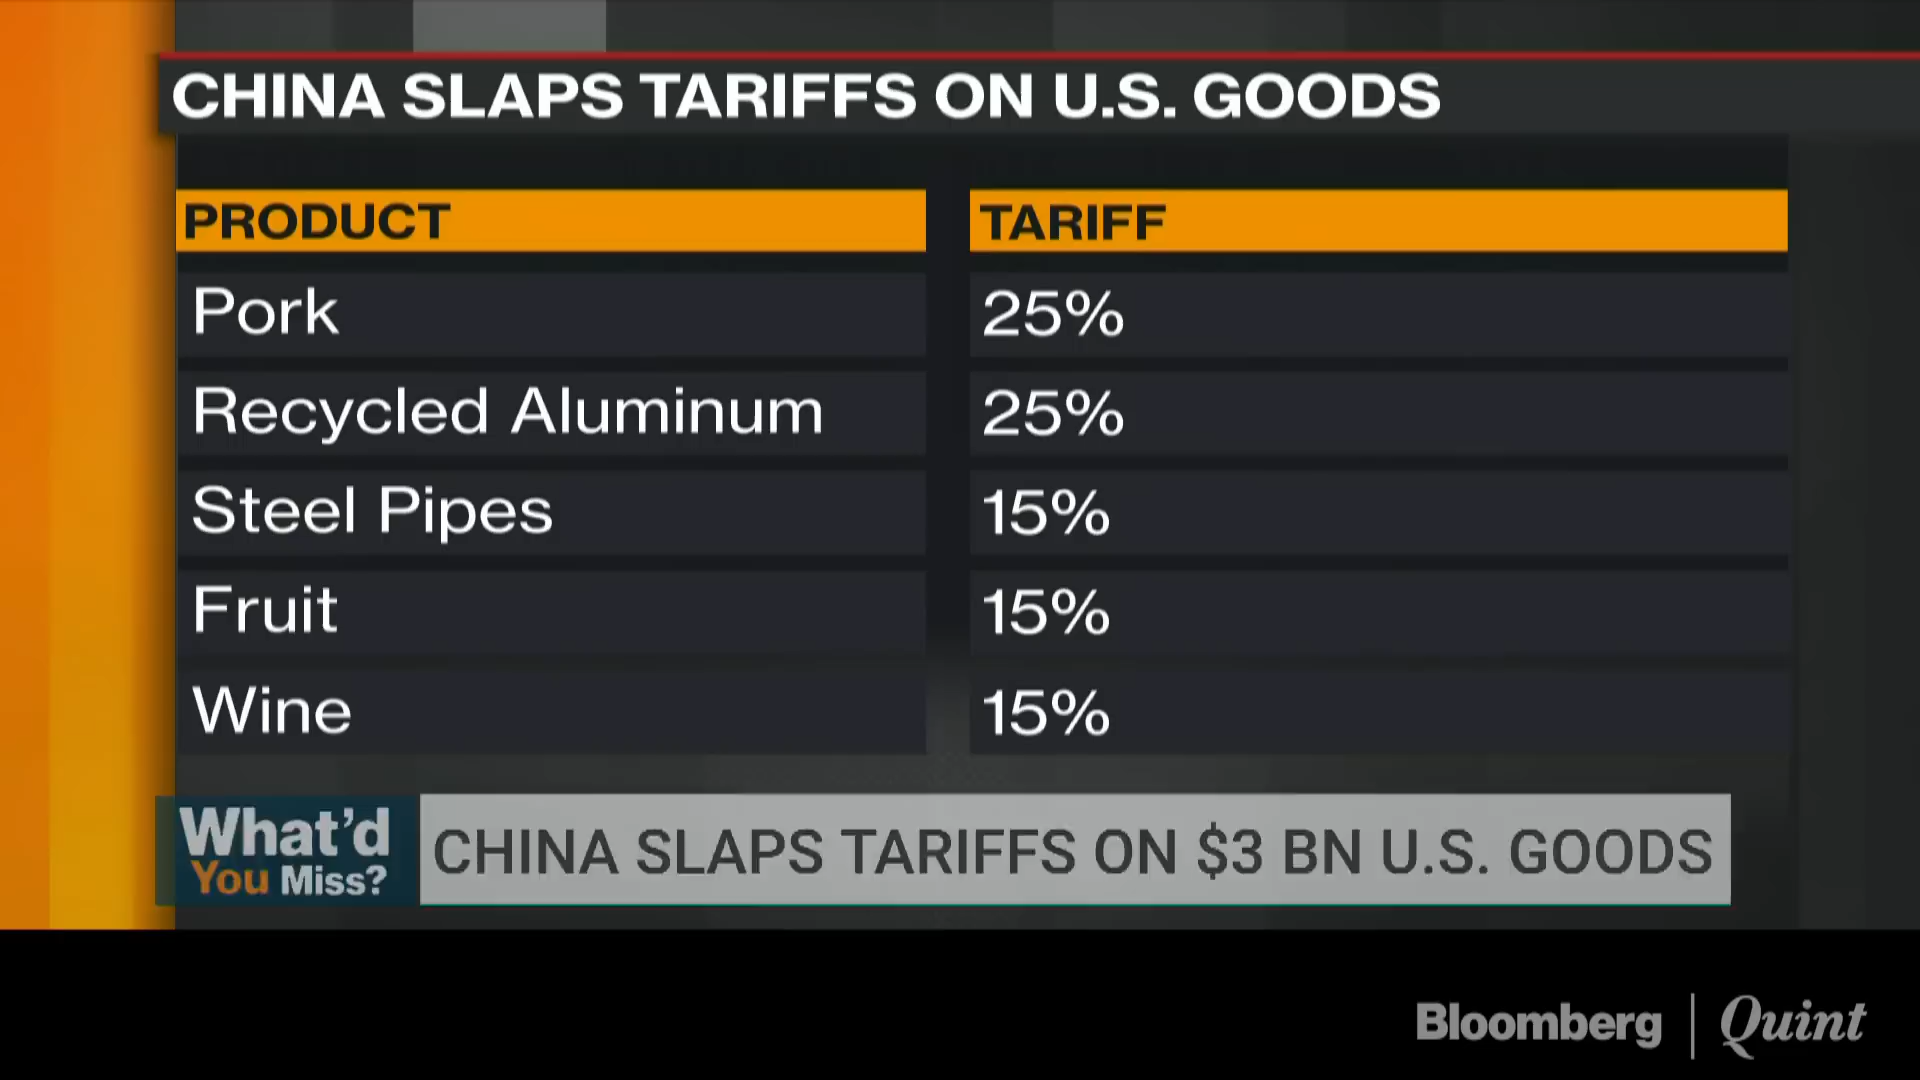 CHINA SLAPS TARIFFS ON U.S. GOODS
PRODUCT TARIFF
Pork 25%
Recycled Aluminum 25%
Steel Pipes 15%
Fruit 15%
Wine 15%
What'd
You Miss?
CHINA SLAPS TARIFFS ON $3 BN U.S. GOODS
Bloomberg | Quint